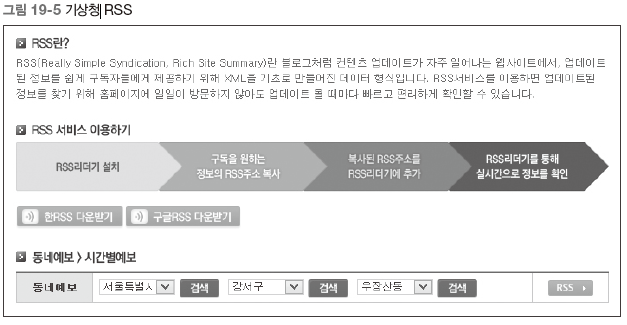 그림 19-5 기상청 RSS
RSS란?
RSS(Really Simple Syndication, Rich Site Summary)란 블로그처럼 컨텐츠 업데이트가 자주 일어나는 웹사이트에서, 업데이트
된 정보를 쉽게 구독자들에게 제공하기 위해 XML을 기초로 만들어진 데이터 형식입니다. RSS서비스를 이용하면 업데이트된
정보를 찾기 위해 홈페이지에 일일이 방문하지 않아도 업데이트 될 때마다 빠르고 편리하게 확인할 수 있습니다.
RSS 서비스 이용하기
RSS리더기 설치
구독을 원하는
정보의 RSS주소 복사
복사된 RSS주소를
RSS리더기에 추가
RSS리더기를 통해
실시간으로 정보를 확인
한RSS 다운받기 구글RSS 다운받기
동네예보 > 시간별예보
동네예보 서울특별시 검색 강서구 검색 우장산동 검색 RSS